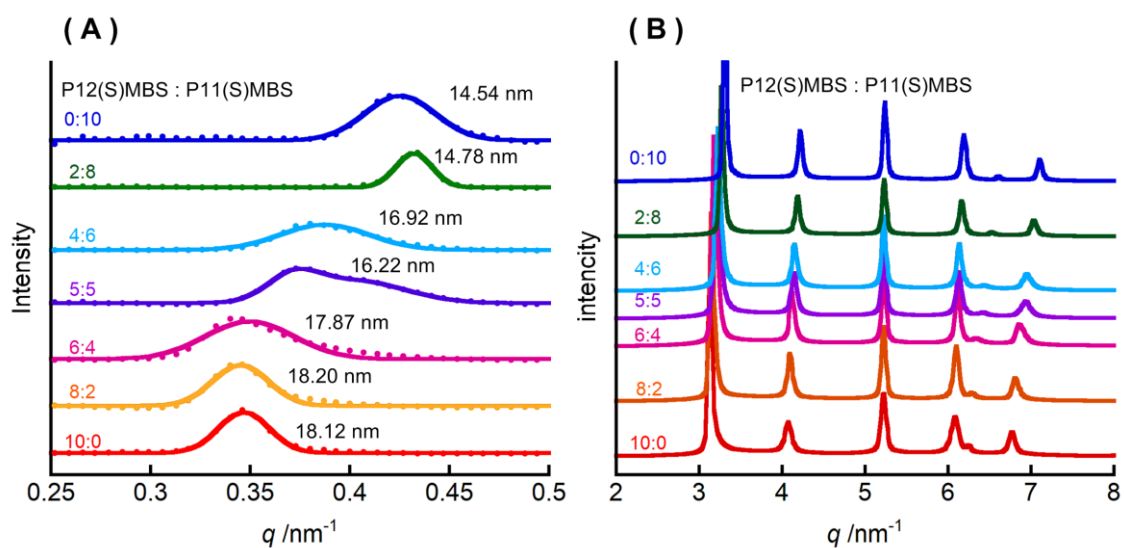 ( A )
P12(S)MBS : P11(S)MBS
0:10
14.54 nm
2:8
14.78 nm
4:6
16.92 nm
5:5
16.22 nm
6:4
17.87 nm
8:2
18.20 nm
10:0
18.12 nm
Intensity
0.25
0.3
0.35
0.4
0.45
0.5
q /nm-1
( B )
P12(S)MBS : P11(S)MBS
0:10
2:8
4:6
5:5
6:4
8:2
10:0
intencity
2
3
4
5
6
7
8
q /nm-1